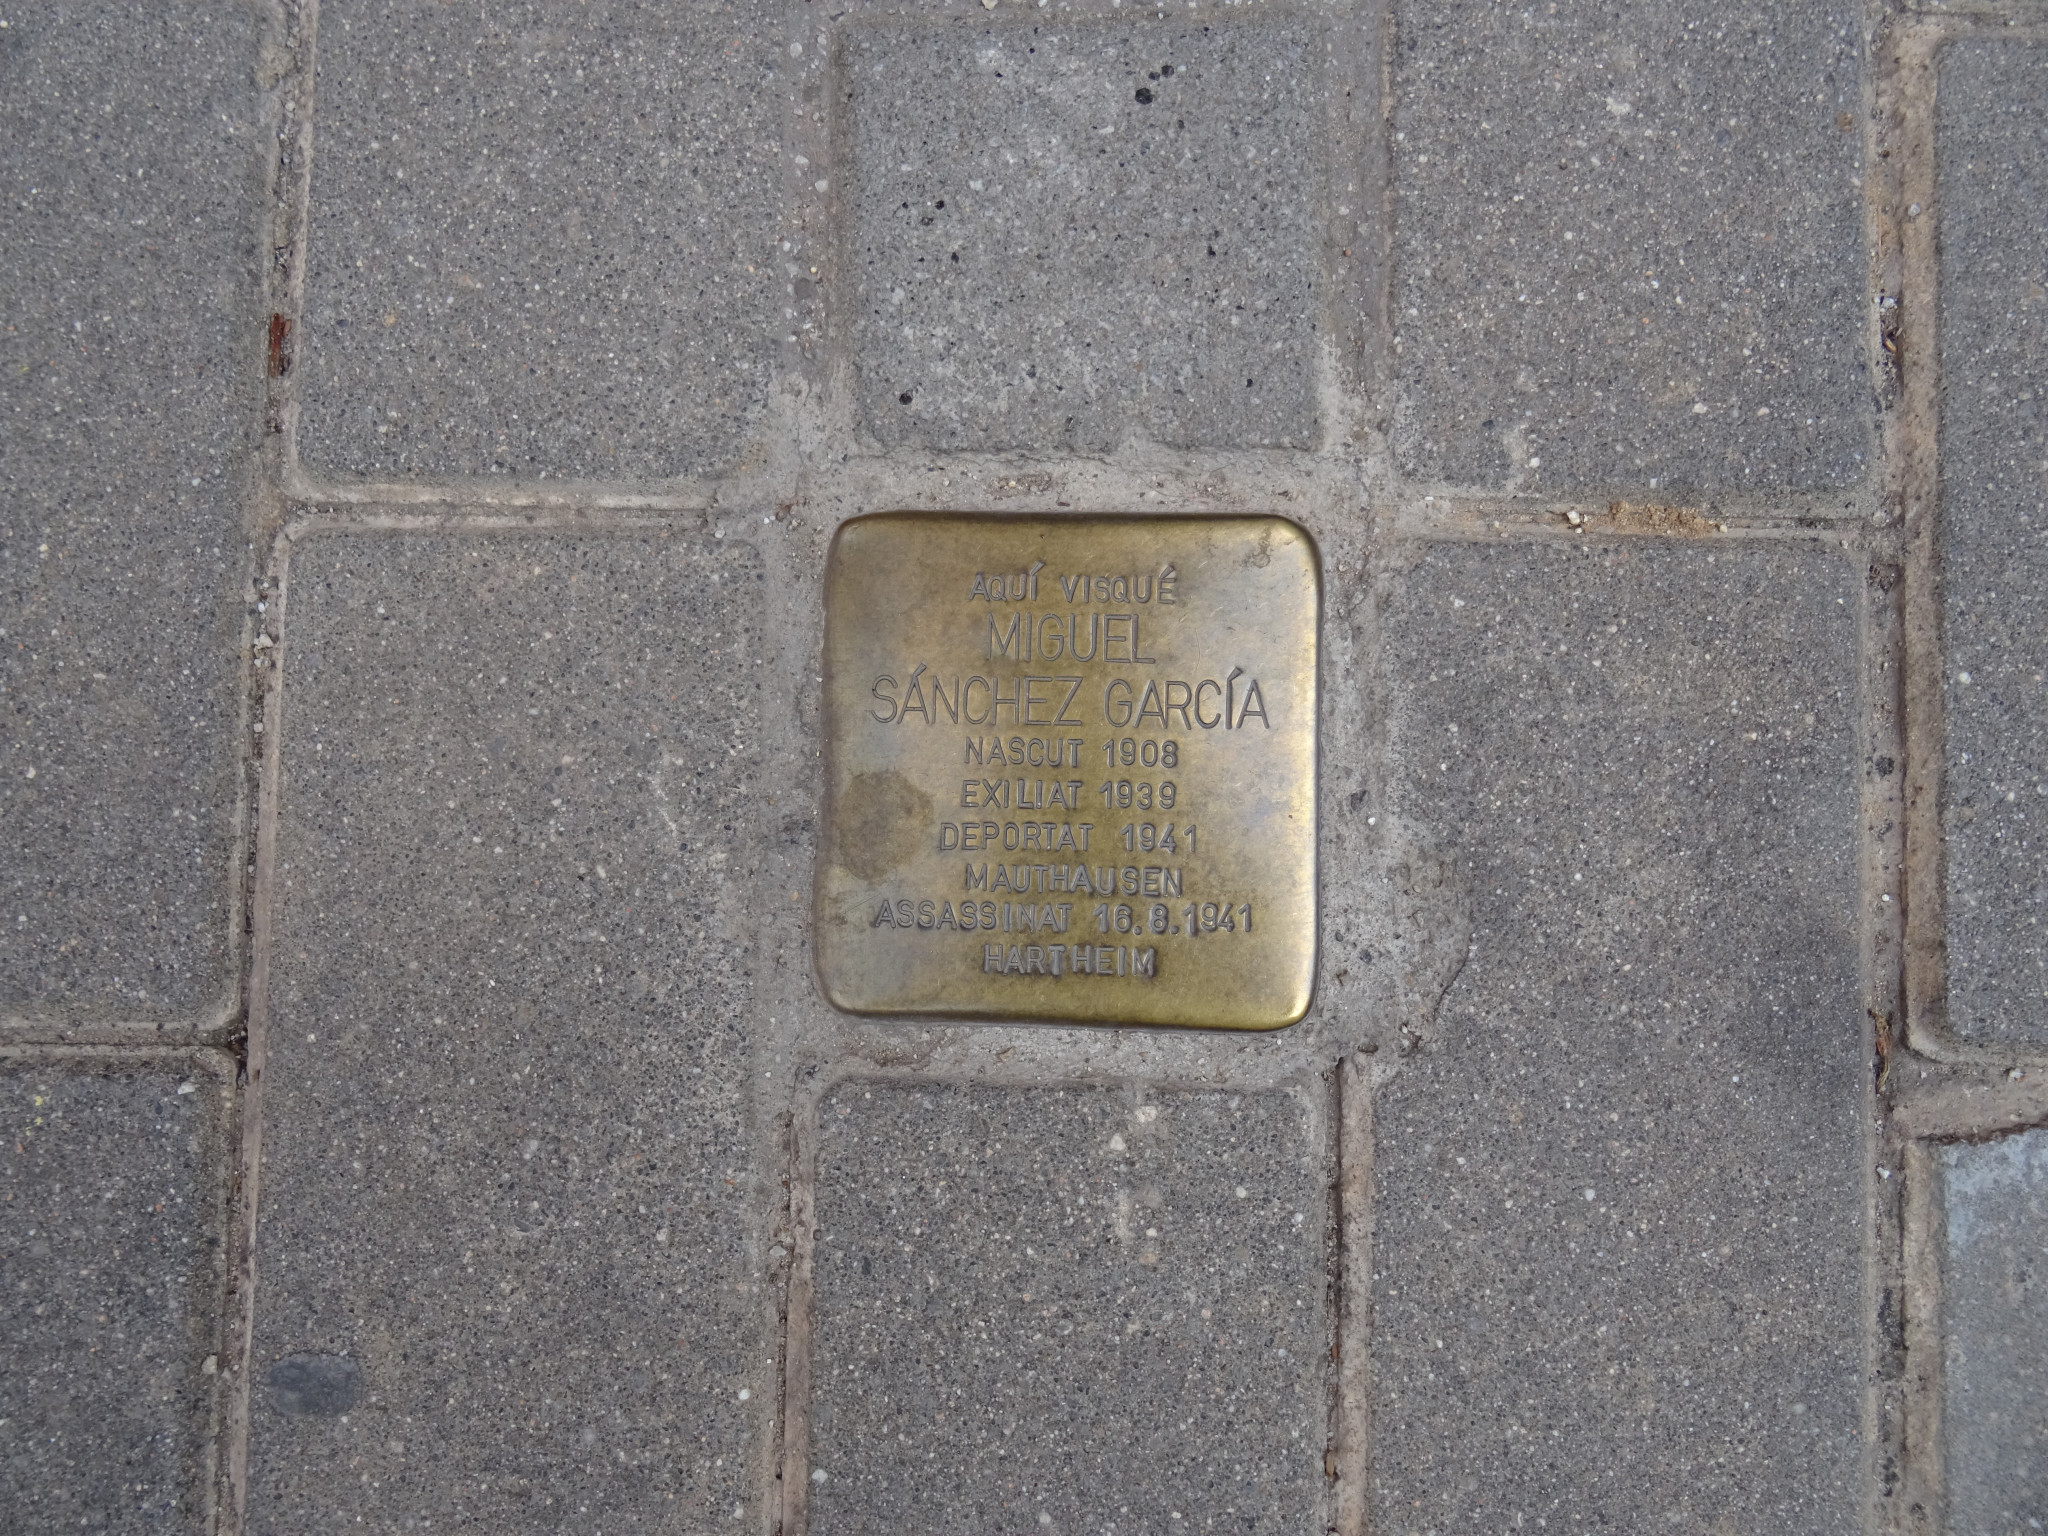 AQUÍ VISQUÉ
MIGUEL
SÁNCHEZ GARCÍA
NASCUT 1908
EXILIAT 1939
DEPORTAT 1941
MAUTHAUSEN
ASSASSINAT 16.8.1941
HARTHEIM